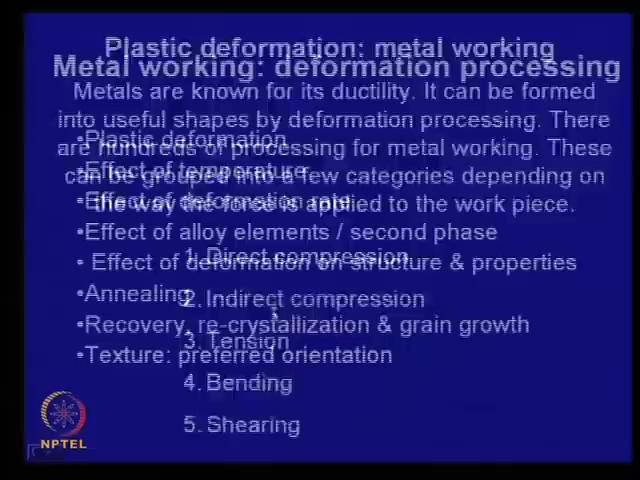 Plastic deformation: metal working
Metal working: deformation processing
Metals are known for its ductility. It can be formed
into useful shapes by deformation processing. There
•Plastic deformation
are hundreds of processing for metal working. These
•Effect of temperature
can be grouped into a few categories depending on
•Effect of deformation rate
the way the force is applied to the work piece.
•Effect of alloy elements / second phase
1. Direct compression
• Effect of deformation on structure & properties
•Annealing
2. Indirect compression
•Recovery, re-crystallization & grain growth
3. Tension
•Texture: preferred orientation
4. Bending
5. Shearing
NPTEL